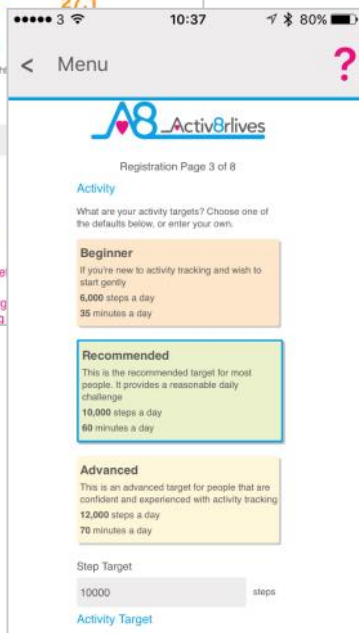 27.1
3
10:37
80%
< Menu
?
A8 Activ8rlives
Registration Page 3 of 8
Activity
What are your activity targets? Choose one of
the defaults below, or enter your own.
Beginner
If you're new to activity tracking and wish to
start gently
6,000 steps a day
35 minutes a day
Recommended
This is the recommended target for most
people. It provides a reasonable daily
challenge
10,000 steps a day
60 minutes a day
Advanced
This is an advanced target for people that are
confident and experienced with activity tracking
12,000 steps a day
70 minutes a day
Step Target
10000 steps
Activity Target